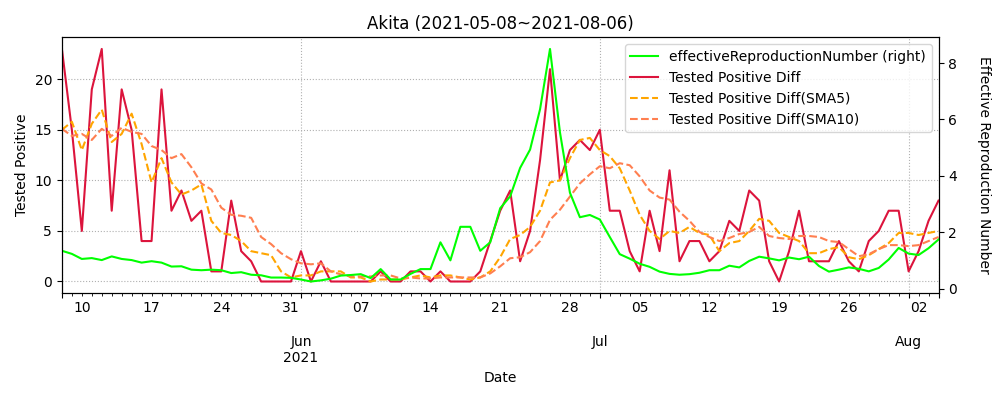 Akita (2021-05-08~2021-08-06)
effectiveReproductionNumber (right)
Tested Positive Diff
Tested Positive Diff(SMA5)
Tested Positive Diff(SMA10)
Tested Positive
20
15
10
5
0
Effective Reproduction Number
8
6
4
2
0
10 17 24 31 07 14 21 28 05 12 19 26 02
Jun Jul Aug
2021
Date